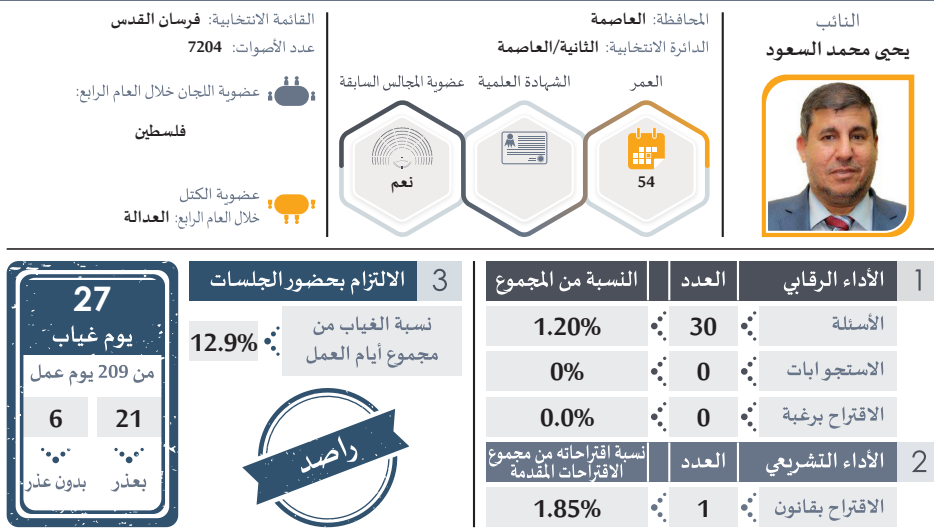 النائب
يحيى محمد السعود
المحافظة: العاصمة
الدائرة الانتخابية: الثانية/العاصمة
العمر
54
الشهادة العلمية
عضوية المجالس السابقة
نعم
القائمة الانتخابية: فرسان القدس
عدد الأصوات: 7204
عضوية اللجان خلال العام الرابع:
فلسطين
عضوية الكتل
خلال العام الرابع: العدالة
1 الأداء الرقابي العدد النسبة من المجموع
الأسئلة 30 1.20%
الاستجوابات 0 0%
الاقتراح برغبة 0 0.0%
2 الأداء التشريعي العدد نسبة اقتراحاته من مجموع
الاقتراحات المقدمة
الاقتراح بقانون 1 1.85%
3 الالتزام بحضور الجلسات
نسبة الغياب من
مجموع أيام العمل
12.9%
راصد
27
يوم غياب
من 209 يوم عمل
21 6
بعذر بدون عذر